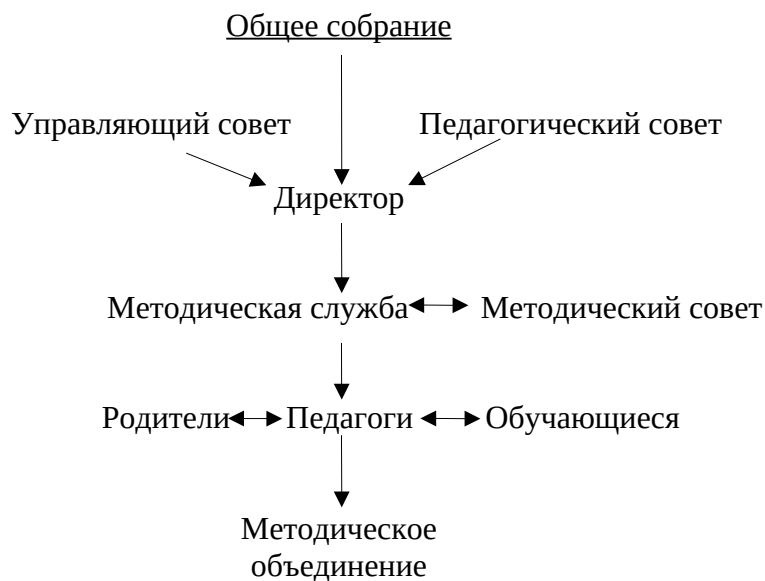 Общее собрание
Управляющий совет
Педагогический совет
Директор
Методическая служба
Методический совет
Родители
Педагоги
Обучающиеся
Методическое
объединение